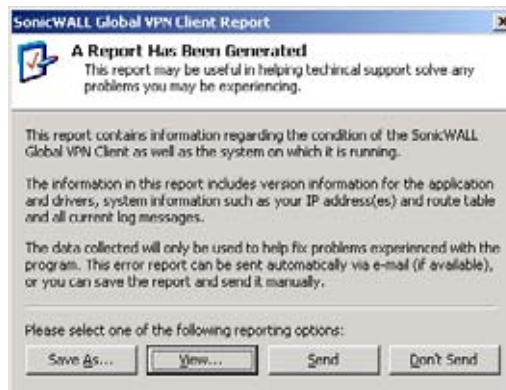 SonicWALL Global VPN Client Report
A Report Has Been Generated
This report may be useful in helping techincal support solve any
problems you may be experiencing.
This report contains information regarding the condition of the SonicWALL
Global VPN Client as well as the system on which it is running.
The information in this report includes version information for the application
and drivers, system information such as your IP address(es) and route table
and all current log messages.
The data collected will only be used to help fix problems experienced with the
program. This error report can be sent automatically via e-mail (if available),
or you can save the report and send it manually.
Please select one of the following reporting options:
Save As...
View...
Send
Don't Send